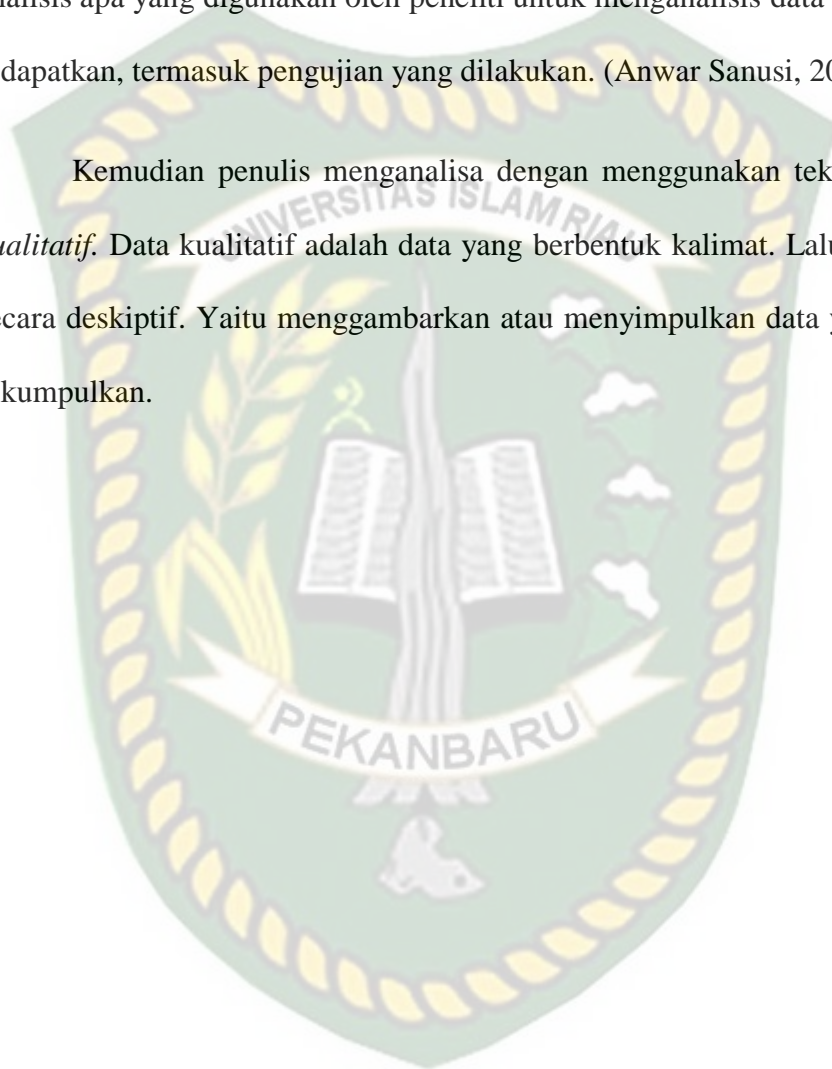 nalisis apa yang digunakan oleh peneliti untuk menganalisis data
dapatkan, termasuk pengujian yang dilakukan. (Anwar Sanusi, 20
Kemudian penulis menganalisa dengan menggunakan tek
ualitatif. Data kualitatif adalah data yang berbentuk kalimat. Lalu
ecara deskiptif. Yaitu menggambarkan atau menyimpulkan data y
kumpulkan.
UNIVERSITAS ISLAM RIAU
PEKANBARU